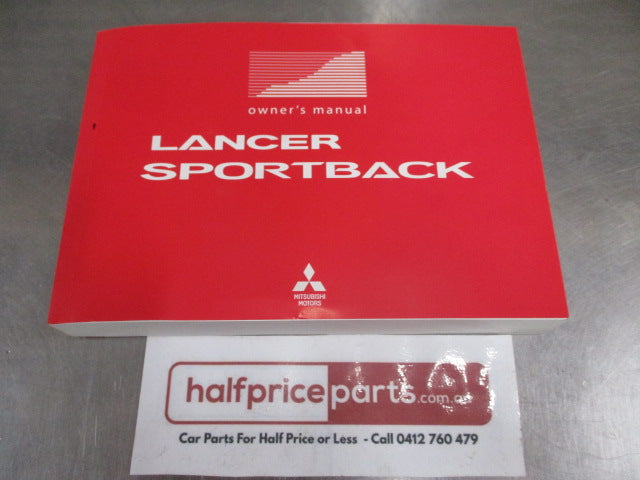 owner's manual
LANCER
SPORTBACK
MITSUBISHI
MOTORS
halfpriceparts.com.au
Car Parts For Half Price or Less - Call 0412 760 479